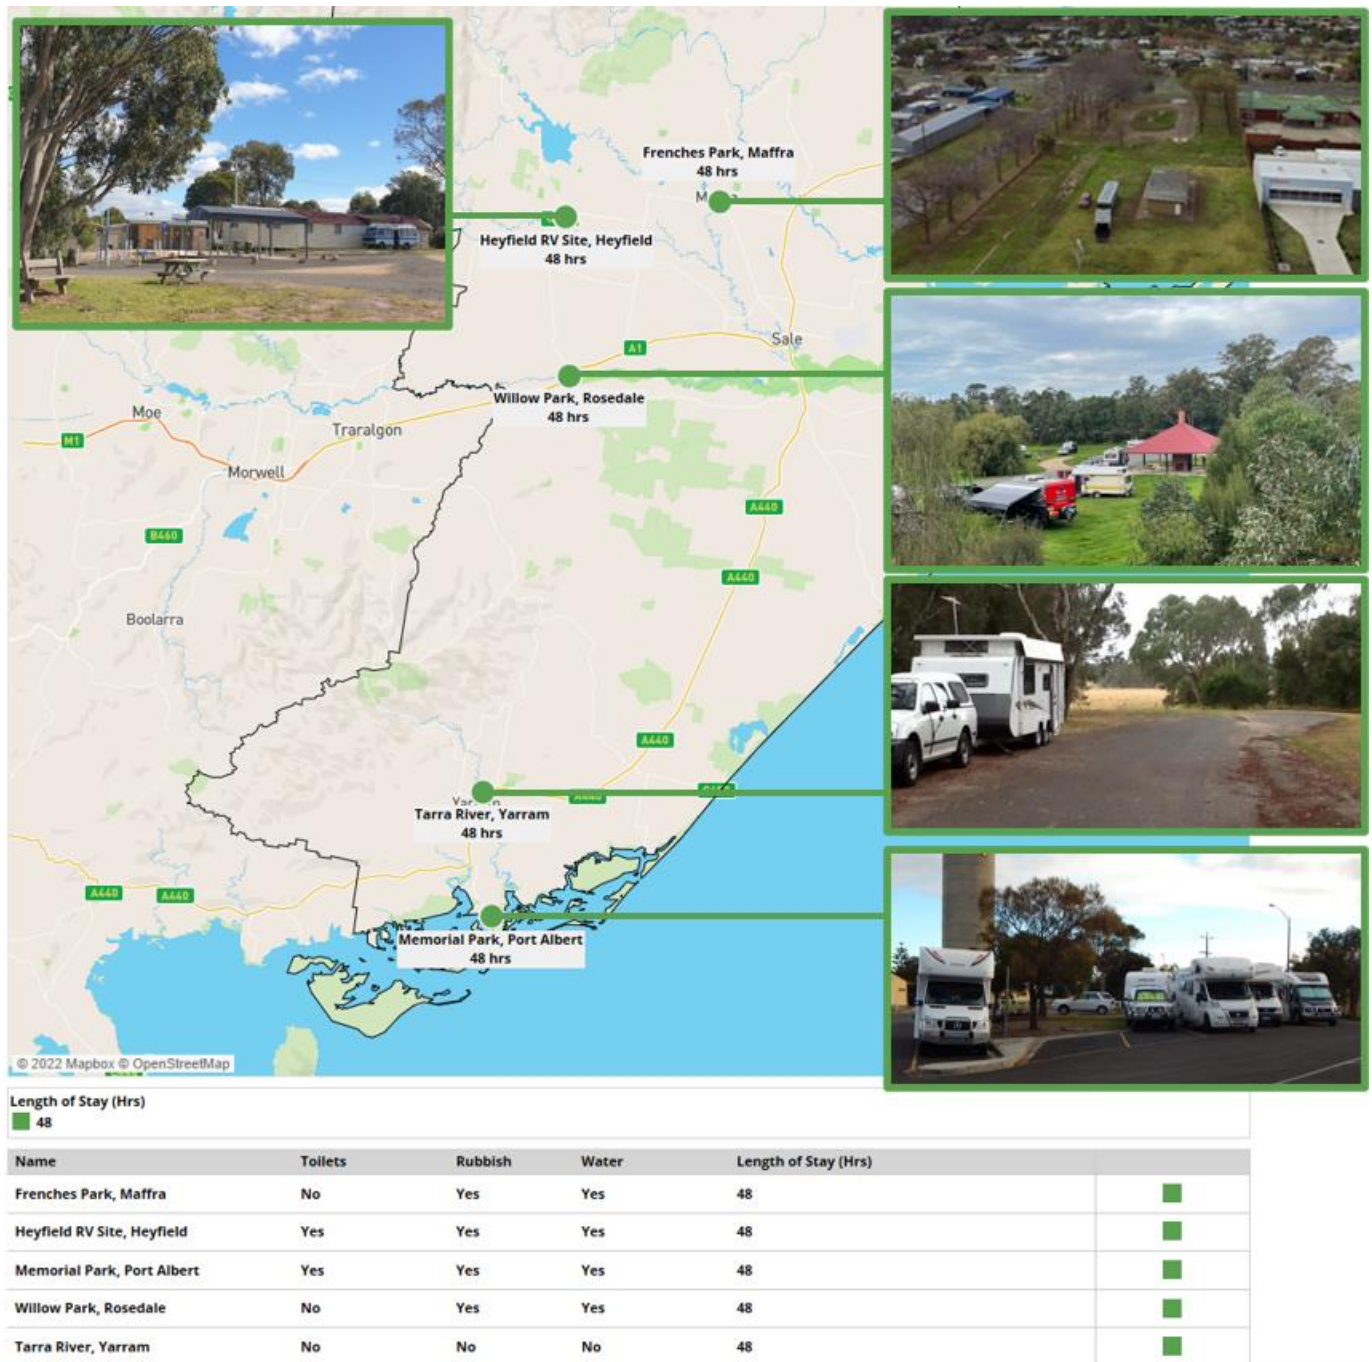 Frenches Park, Maffra
48 hrs
Heyfield RV Site, Heyfield
48 hrs
Sale
A1
Willow Park, Rosedale
48 hrs
Moe
Traralgon
M1
Morwell
A440
B460
A440
Boolarra
A440
A440
Tarra River, Yarram
48 hrs
A440
A440
Memorial Park, Port Albert
48 hrs
© 2022 Mapbox © OpenStreetMap
Length of Stay (Hrs)
48
Name Toilets Rubbish Water Length of Stay (Hrs)
Frenches Park, Maffra No Yes Yes 48
Heyfield RV Site, Heyfield Yes Yes Yes 48
Memorial Park, Port Albert Yes Yes Yes 48
Willow Park, Rosedale No Yes Yes 48
Tarra River, Yarram No No No 48